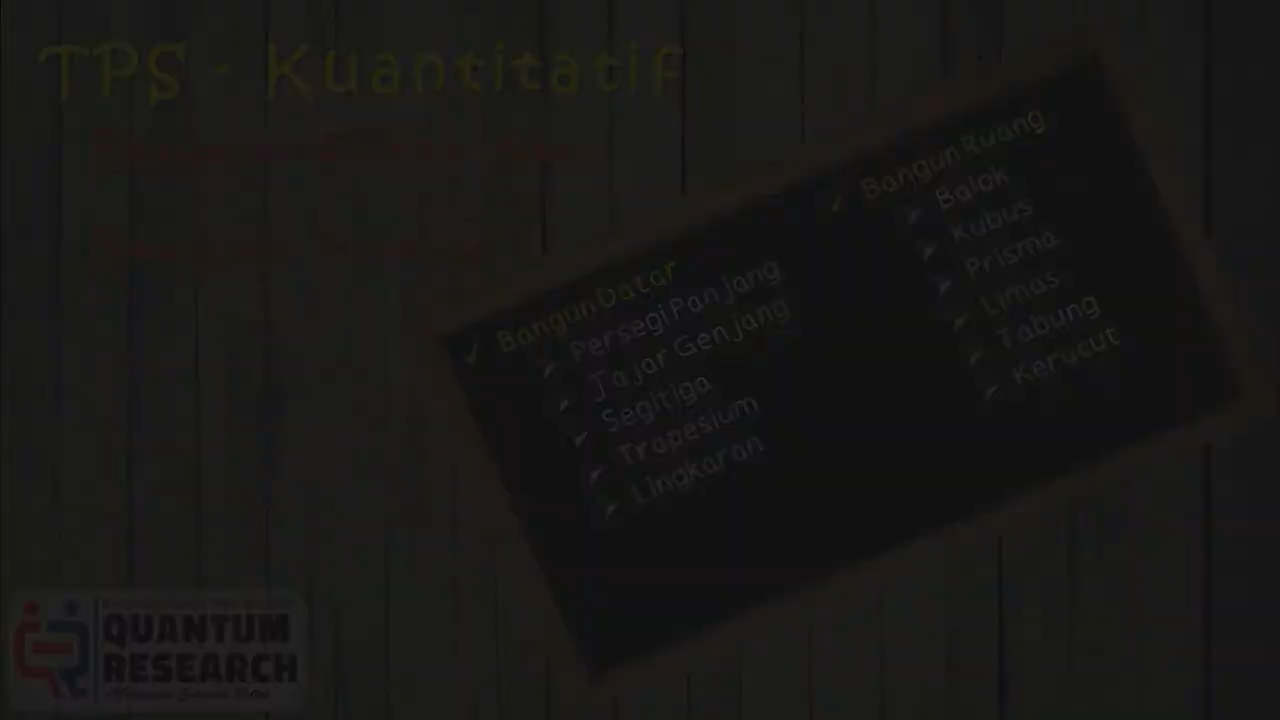 TPS - Kuantitatif
Bangun Datar
Persegi Panjang
Jajar Genjang
Segitiga
Trapesium
Lingkaran
Bangun Ruang
Balok
Kubus
Prisma
Limas
Tabung
Kerucut
QUANTUM
RESEARCH